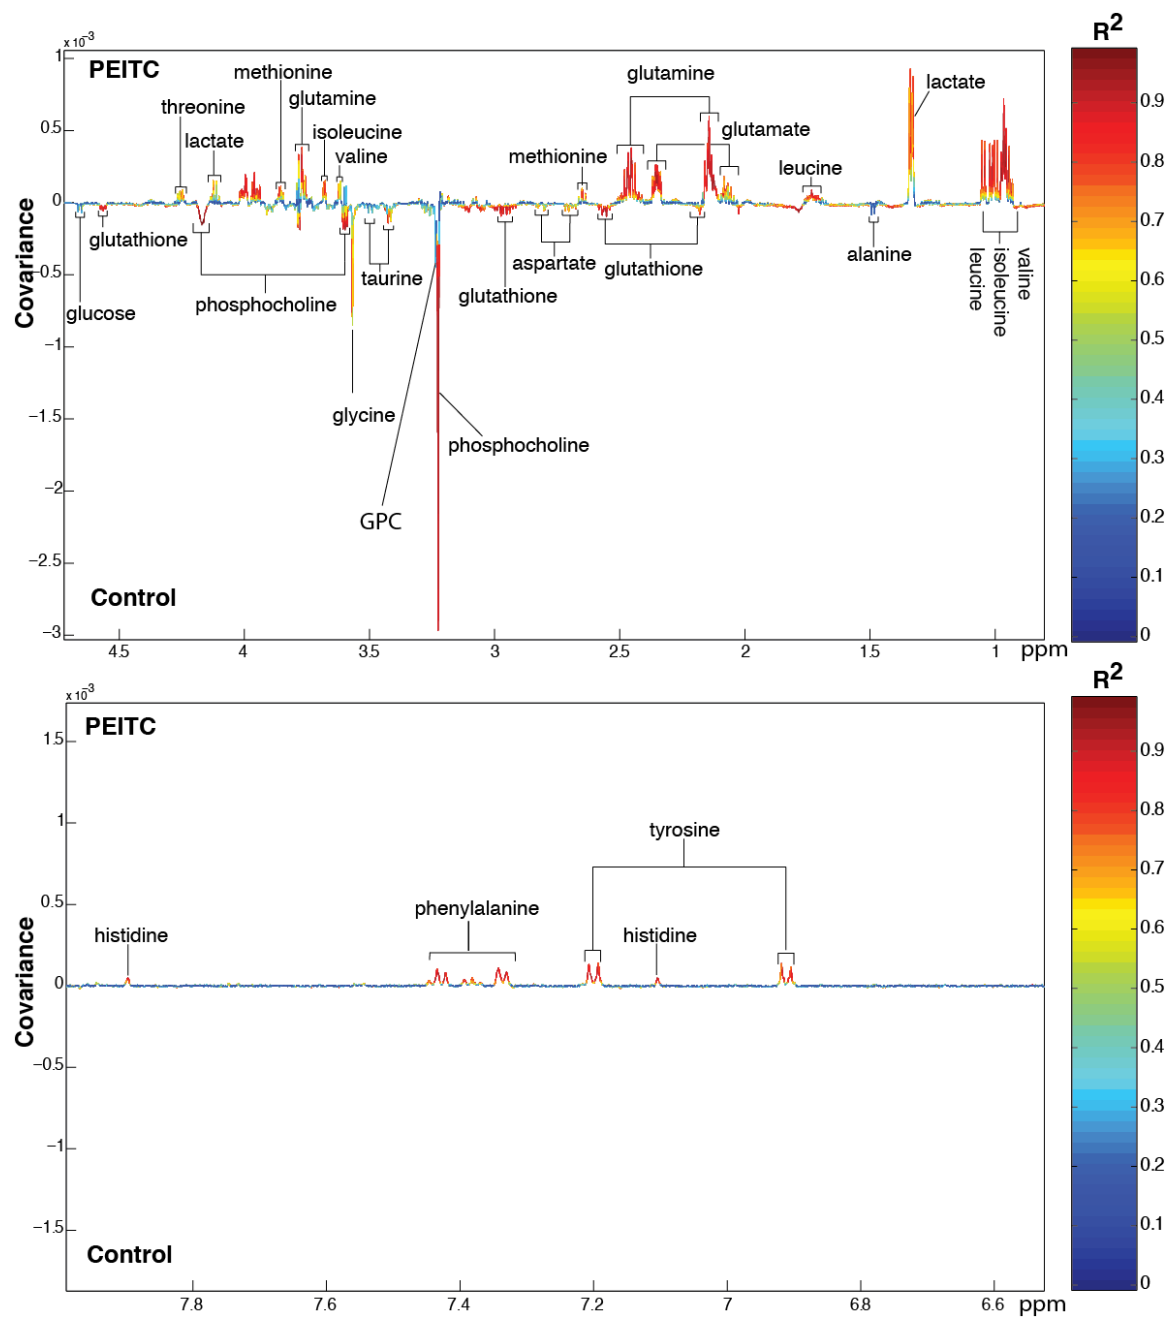 R2
x 10-3
PEITC
methionine
glutamine
threonine
glutamine
lactate
isoleucine
valine
lactate
glutamate
methionine
leucine
1
0.5
0
−0.5
−1
−1.5
−2
−2.5
−3
Covariance
glutathione
glucose
phosphocholine
taurine
glycine
GPC
phosphocholine
glutathione
aspartate
glutathione
alanine
leucine
isoleucine
valine
Control
4.5 4 3.5 3 2.5 2 1.5 1 ppm
0.9
0.8
0.7
0.6
0.5
0.4
0.3
0.2
0.1
0
R2
x 10-3
PEITC
1.5
1
0.5
0
−0.5
−1
−1.5
Covariance
tyrosine
phenylalanine
histidine
histidine
Control
7.8 7.6 7.4 7.2 7 6.8 6.6 ppm
0.9
0.8
0.7
0.6
0.5
0.4
0.3
0.2
0.1
0